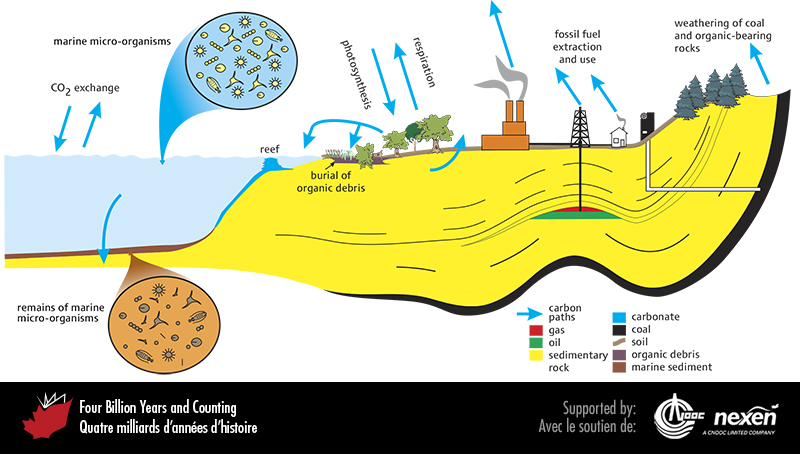 marine micro-organisms
CO2 exchange
photosynthesis
respiration
fossil fuel
extraction
and use
weathering of coal
and organic-bearing
rocks
reef
burial of
organic debris
remains of marine
micro-organisms
carbon
paths
gas
oil
sedimentary
rock
carbonate
coal
soil
organic debris
marine sediment
Four Billion Years and Counting
Quatre milliards d'années d'histoire
Supported by:
Avec le soutien de:
CNOOC
nexen
A CNOOC LIMITED COMPANY